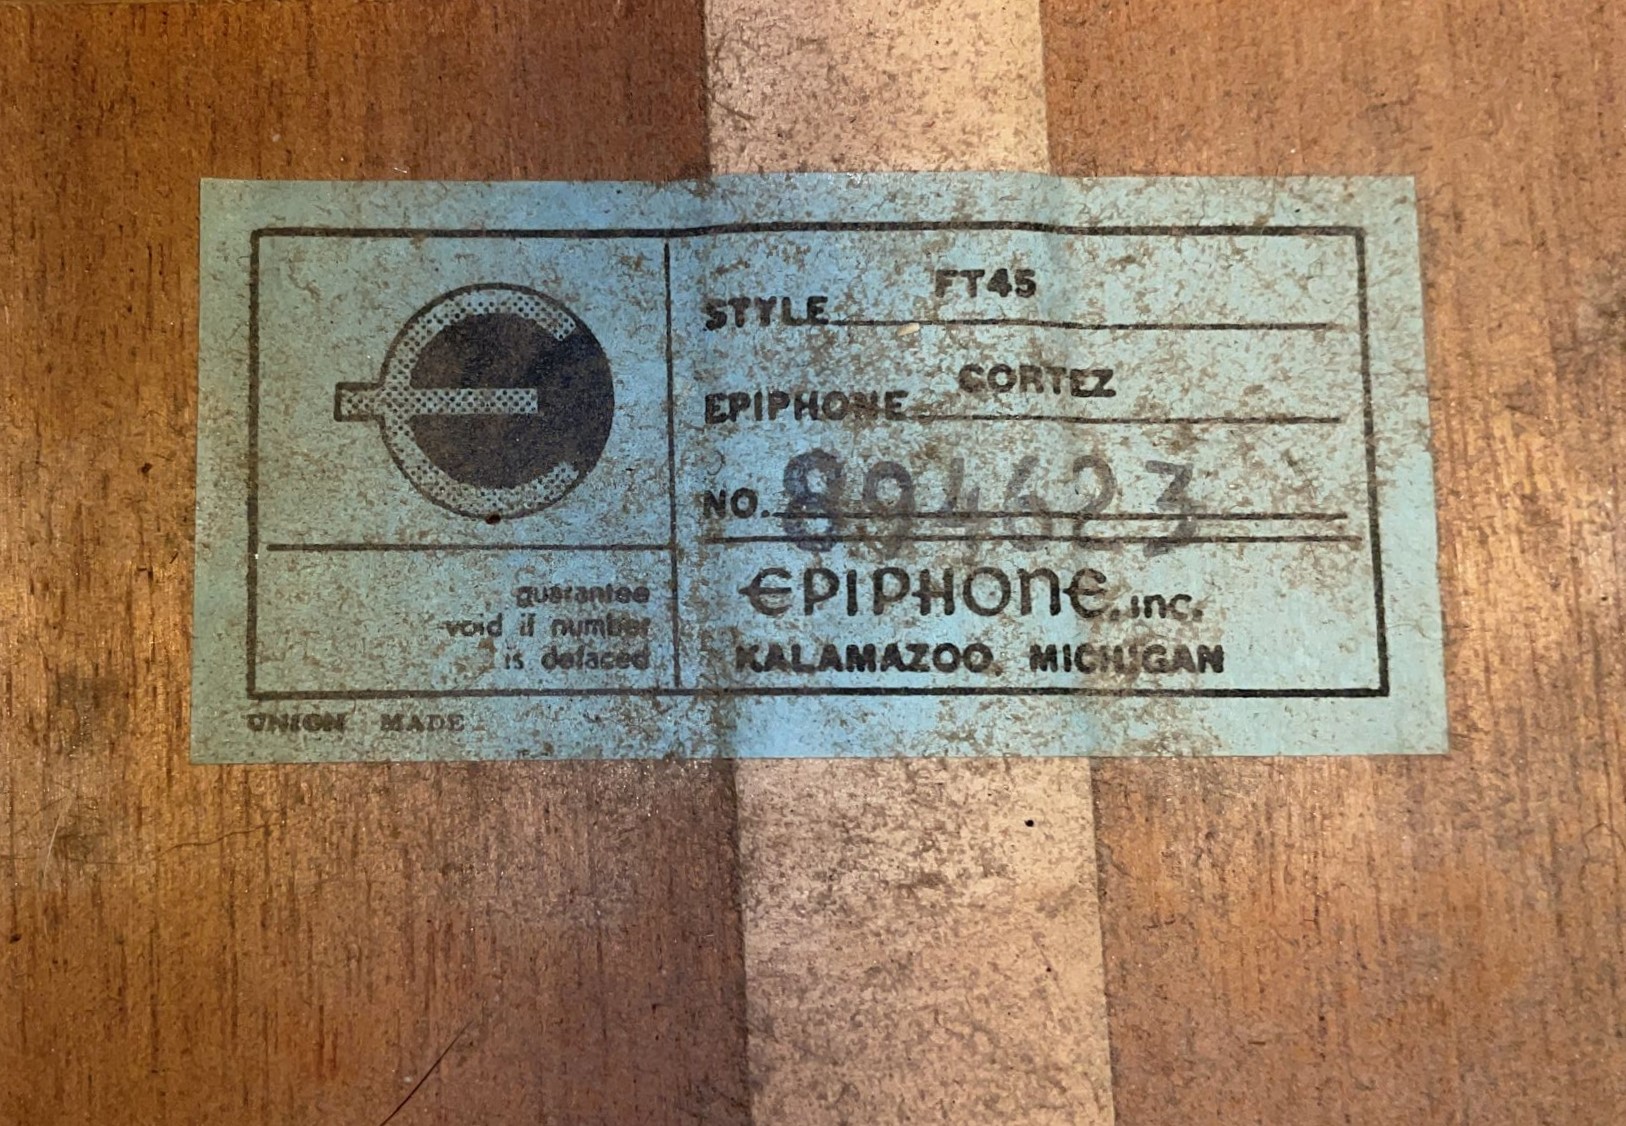 STYLE FT45
EPIPHONE CORTEZ
NO. 894623
EPIPHONE, inc.
KALAMAZOO, MICHIGAN
guarantee
void if number
is defaced
UNION MADE